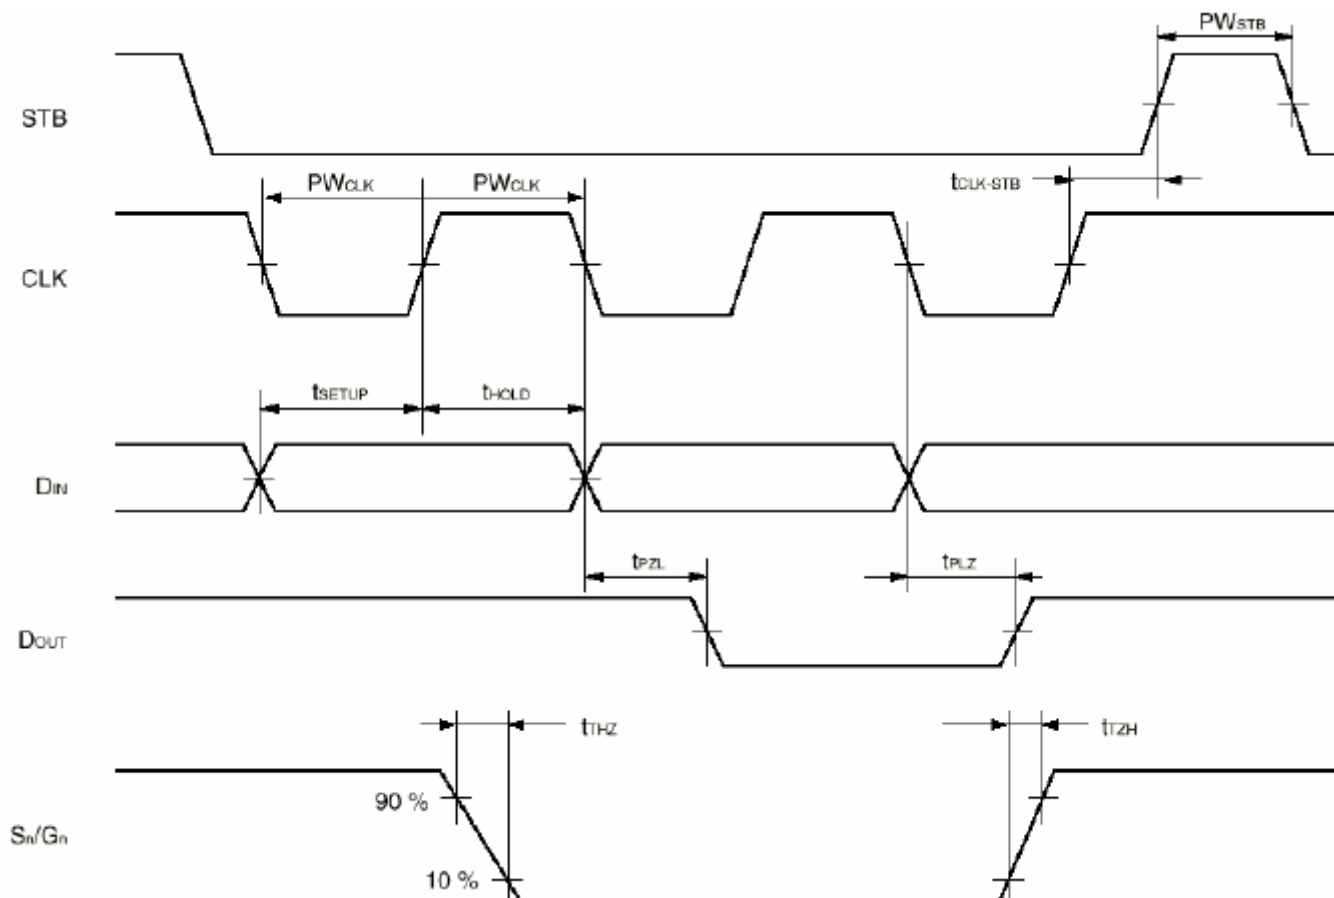 PWSTB
STB
PWCLK PWCLK
tCLK-STB
CLK
tSETUP tHOLD
DIN
tPZL tPLZ
DOUT
tTHZ tTZH
90 %
Sn/Gn
10 %